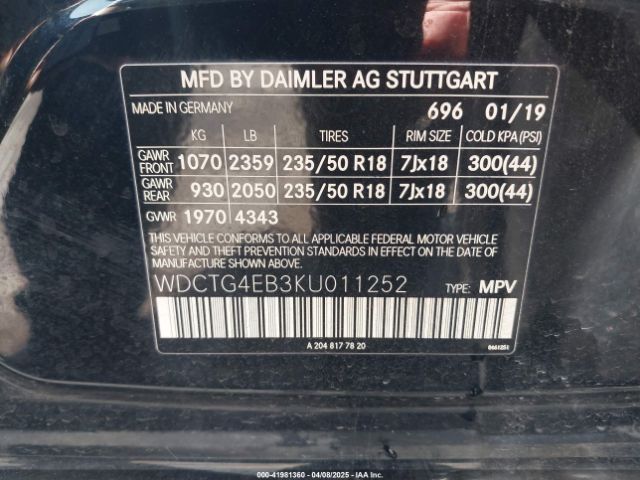 MFD BY DAIMLER AG STUTTGART
MADE IN GERMANY 696 01/19
KG LB TIRES RIM SIZE COLD KPA (PSI)
GAWR FRONT 1070 2359 235/50 R18 7Jx18 300(44)
GAWR REAR 930 2050 235/50 R18 7Jx18 300(44)
GVWR 1970 4343
THIS VEHICLE CONFORMS TO ALL APPLICABLE FEDERAL MOTOR VEHICLE
SAFETY AND THEFT PREVENTION STANDARDS IN EFFECT ON THE DATE
OF MANUFACTURE SHOWN ABOVE.
WDCTG4EB3KU011252 TYPE: MPV
A 204 817 78 20 0661251
000-41981360 - 04/08/2025 - IAA Inc.